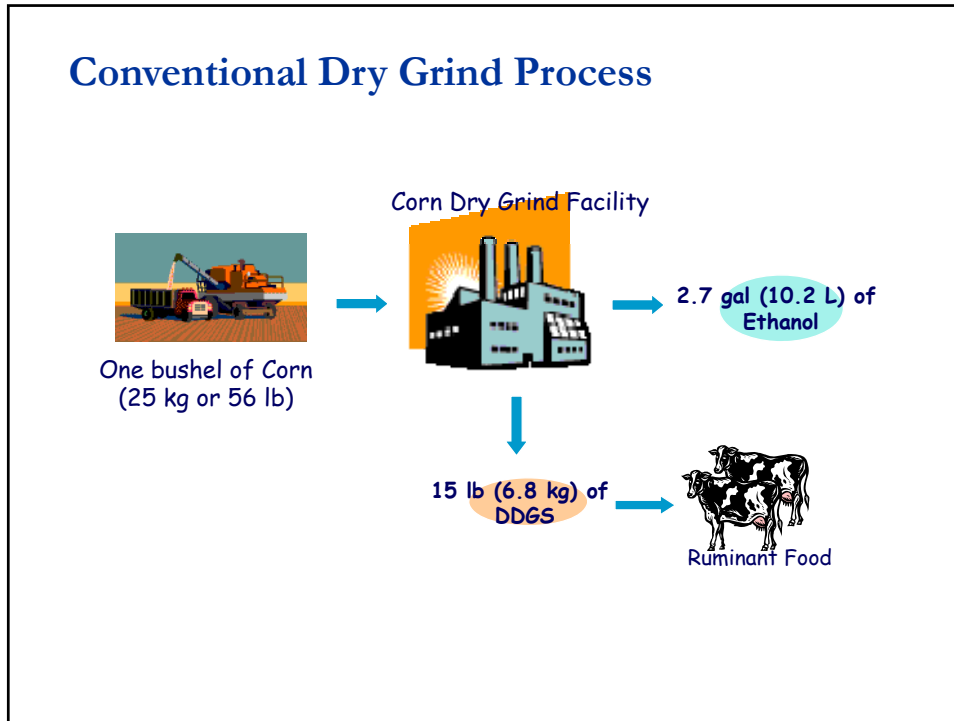 Conventional Dry Grind Process
Corn Dry Grind Facility
One bushel of Corn
(25 kg or 56 lb)
2.7 gal (10.2 L) of
Ethanol
15 lb (6.8 kg) of
DDGS
Ruminant Food